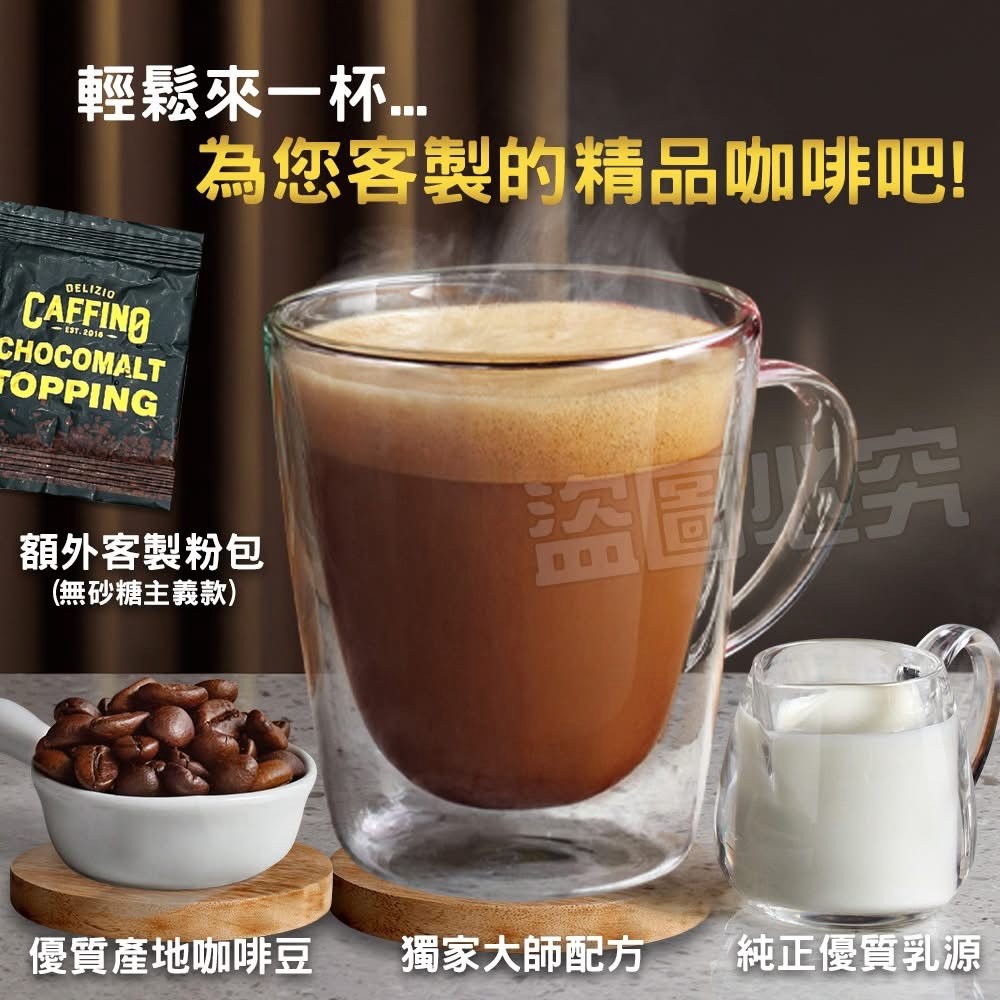 輕鬆來一杯...
為您客製的精品咖啡吧!
DELIZIO
CAFFINO
EST. 2016
CHOCOMALT
TOPPING
盜圖必究
額外客製粉包
(無砂糖主義款)
優質產地咖啡豆
獨家大師配方
純正優質乳源